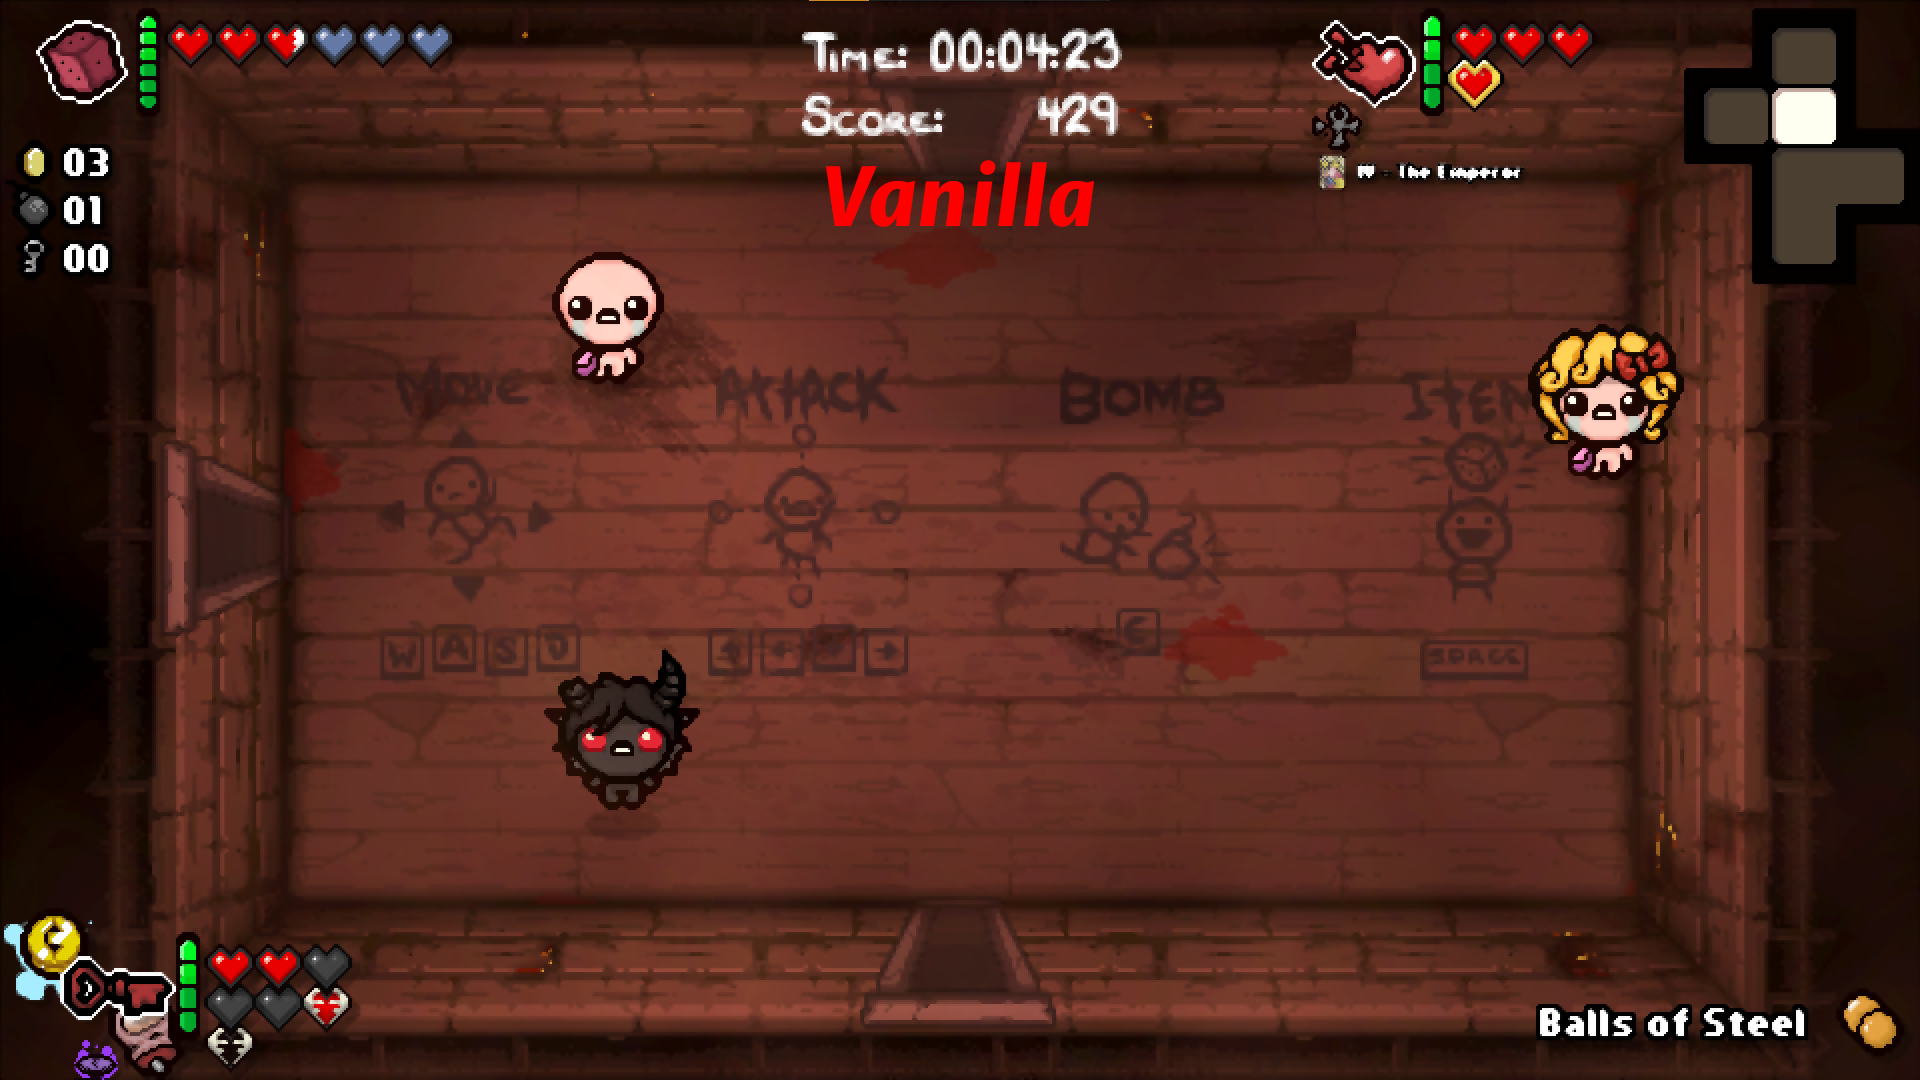 Time: 00:04:23
Score: 429
Vanilla
03
01
00
IV - The Emperor
MOVE ATTACK BOMB ITEM
W A S D
E
SPACE
Balls of Steel